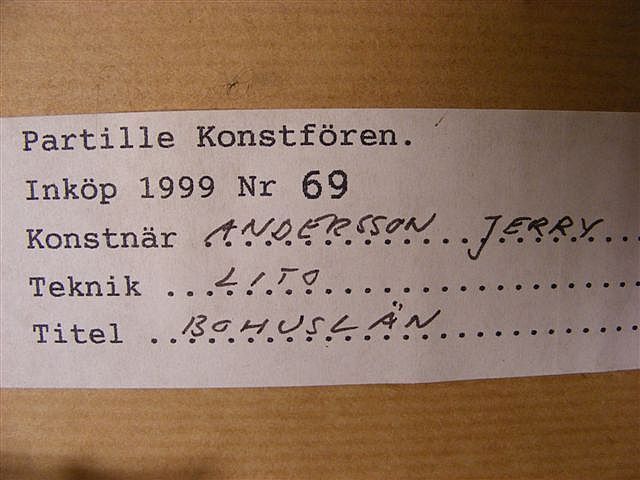 Partille Konstfören.
Inköp 1999 Nr 69
Konstnär ANDERSSON JERRY
Teknik ... LITO
Titel .. BOHUSLÄN